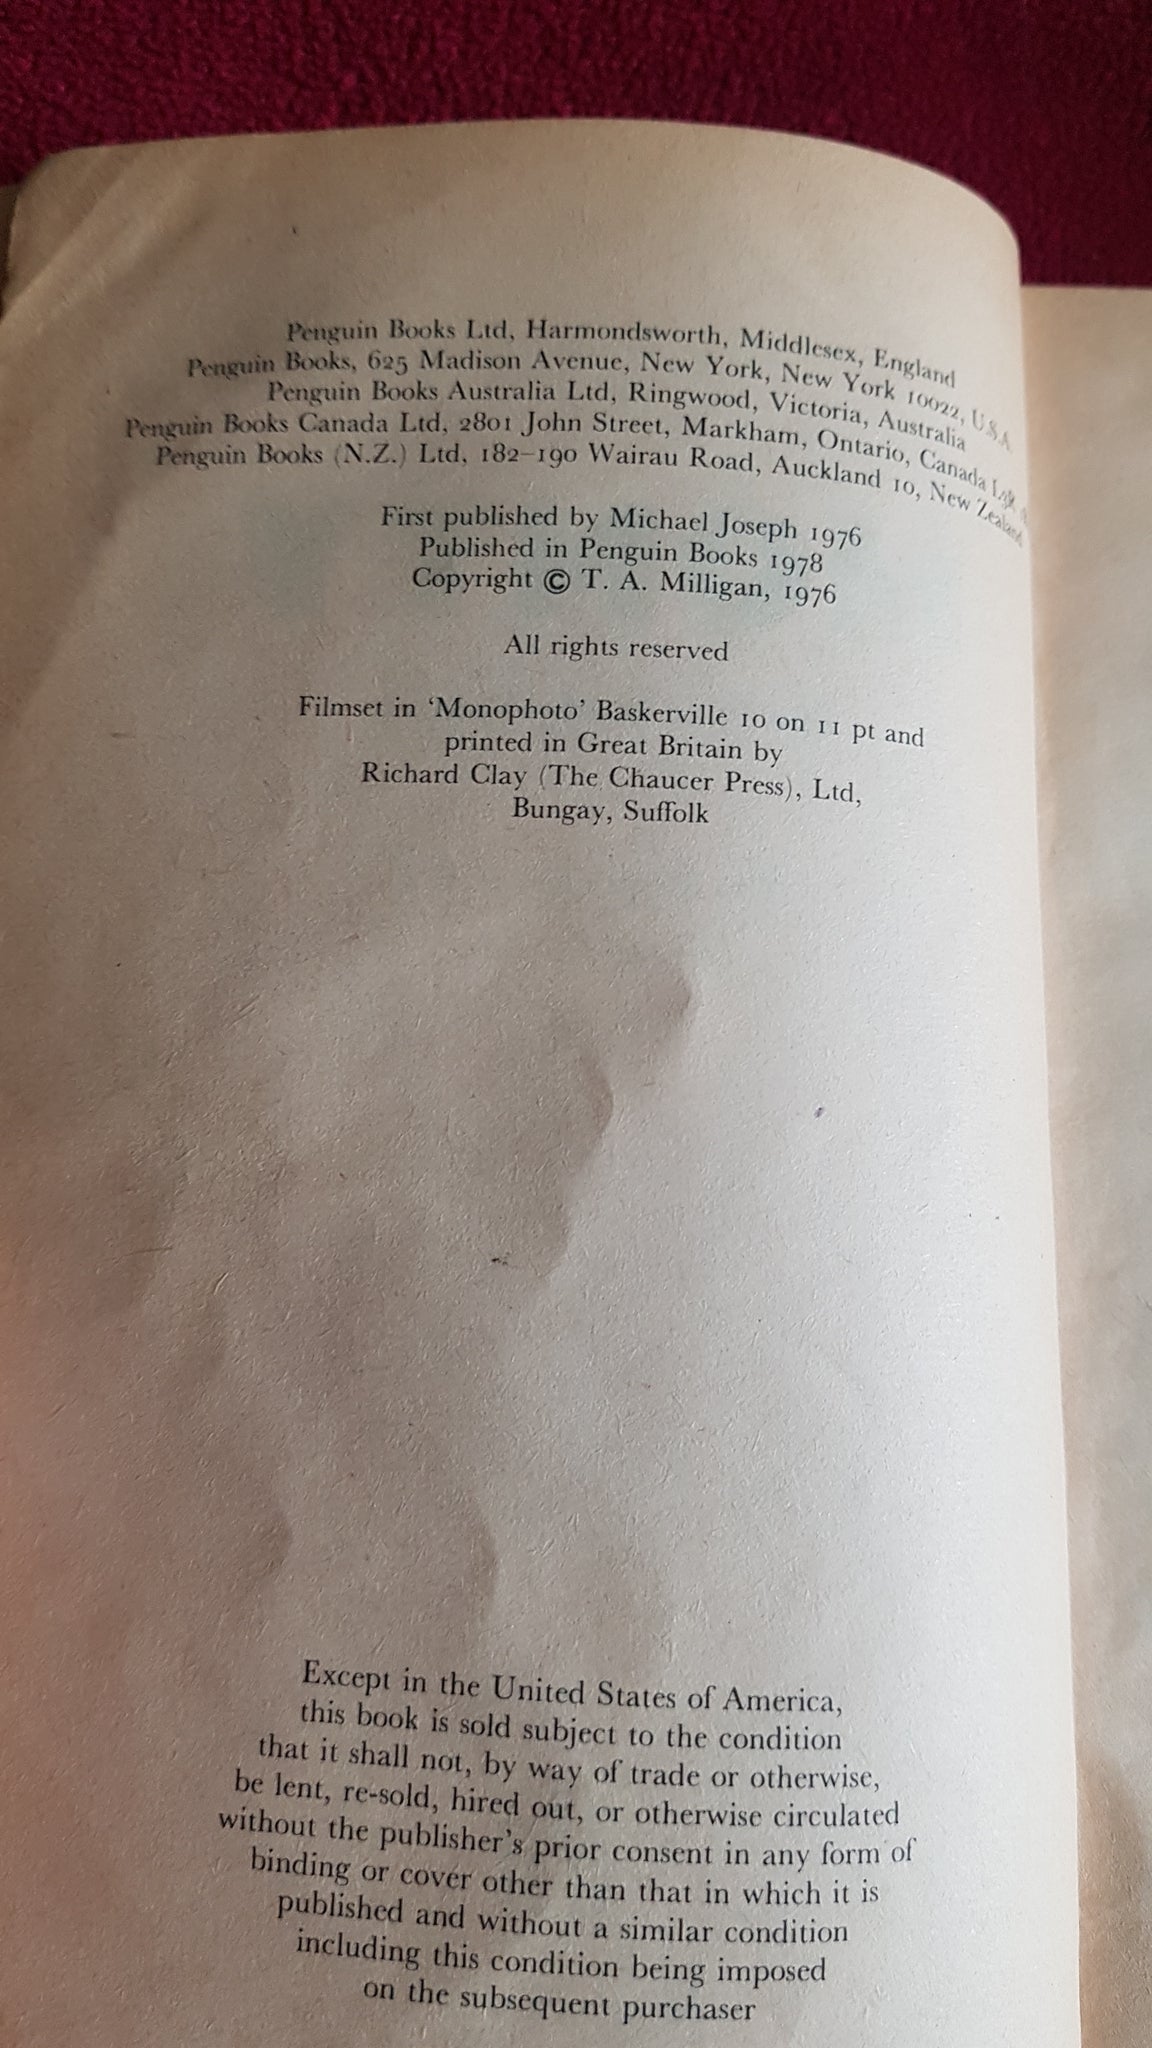 Penguin Books Ltd, Harmondsworth, Middlesex, England
Penguin Books, 625 Madison Avenue, New York, New York 10022, U.S.A.
Penguin Books Australia Ltd, Ringwood, Victoria, Australia
Penguin Books Canada Ltd, 2801 John Street, Markham, Ontario, Canada
Penguin Books (N.Z.) Ltd, 182–190 Wairau Road, Auckland 10, New Zealand
First published by Michael Joseph 1976
Published in Penguin Books 1978
Copyright © T. A. Milligan, 1976
All rights reserved
Filmset in ‘Monophoto’ Baskerville 10 on 11 pt and
printed in Great Britain by
Richard Clay (The Chaucer Press), Ltd,
Bungay, Suffolk
Except in the United States of America,
this book is sold subject to the condition
that it shall not, by way of trade or otherwise,
be lent, re-sold, hired out, or otherwise circulated
without the publisher’s prior consent in any form of
binding or cover other than that in which it is
published and without a similar condition
including this condition being imposed
on the subsequent purchaser